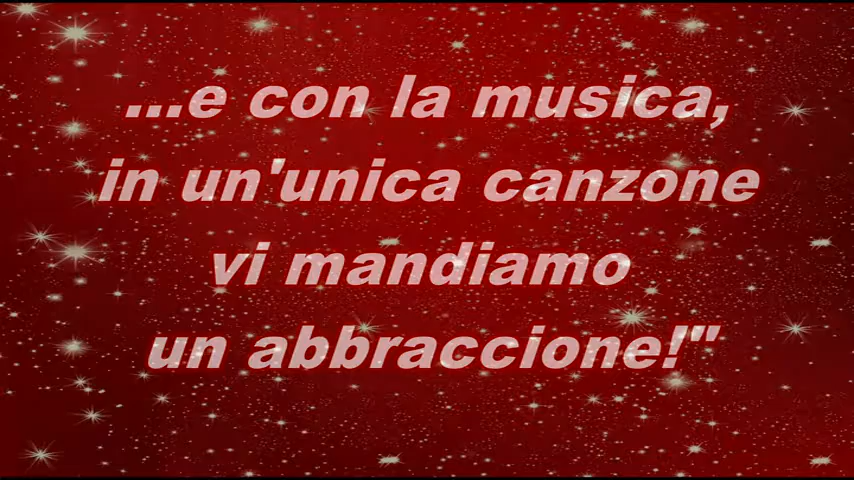 ...e con la musica,
in un'unica canzone
vi mandiamo
un abbraccione!"